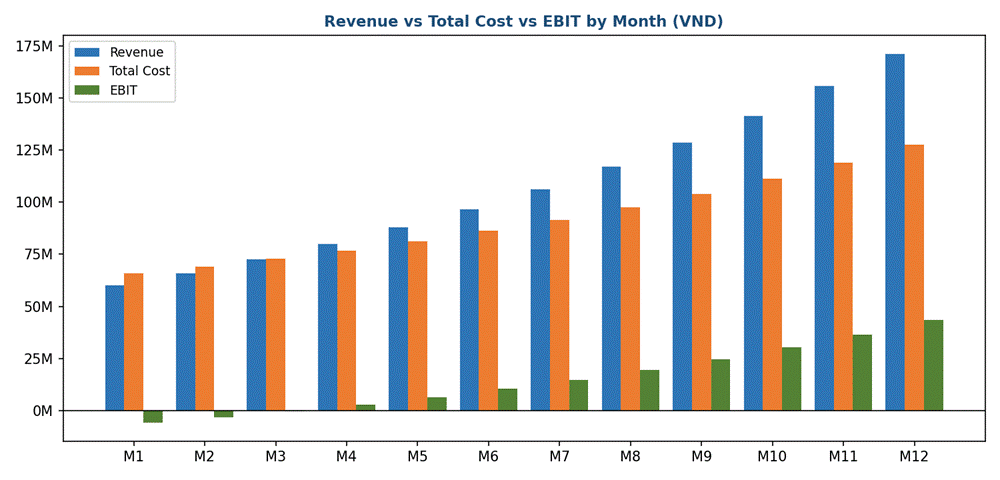 Revenue vs Total Cost vs EBIT by Month (VND)
Revenue
Total Cost
EBIT
175M
150M
125M
100M
75M
50M
25M
0M
M1 M2 M3 M4 M5 M6 M7 M8 M9 M10 M11 M12